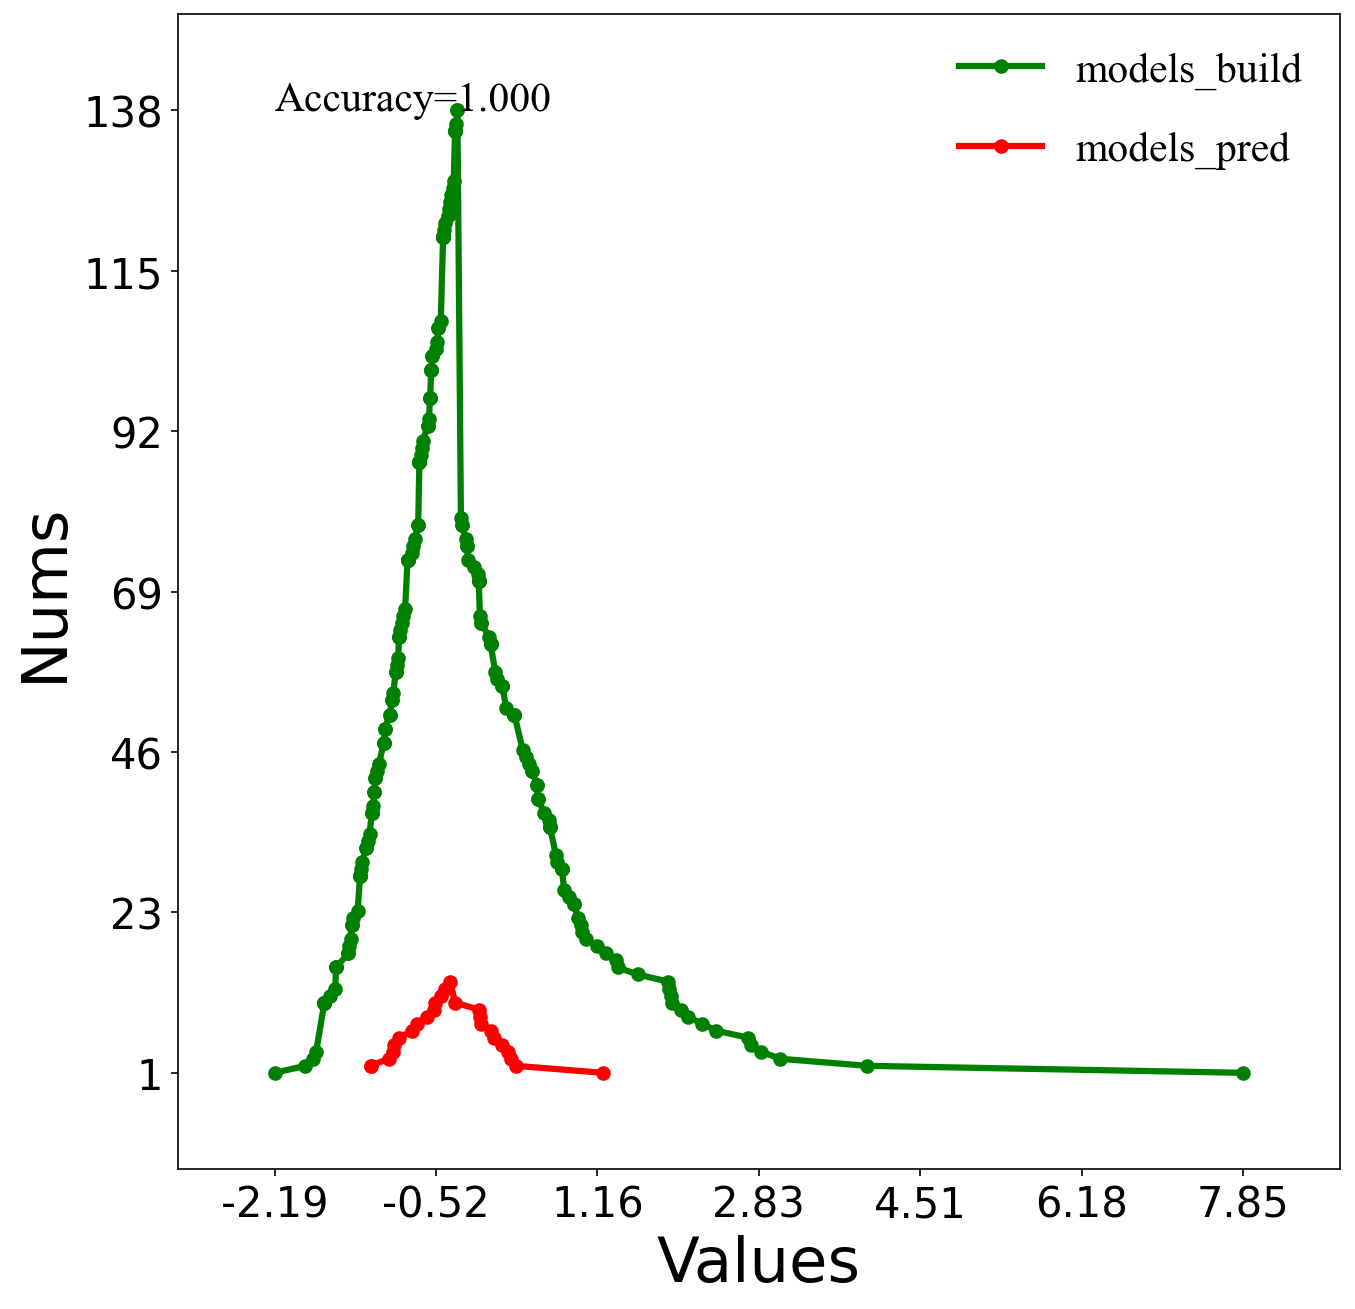 models_build
models_pred
Accuracy=1.000
Nums
138
115
92
69
46
23
1
-2.19 -0.52 1.16 2.83 4.51 6.18 7.85
Values